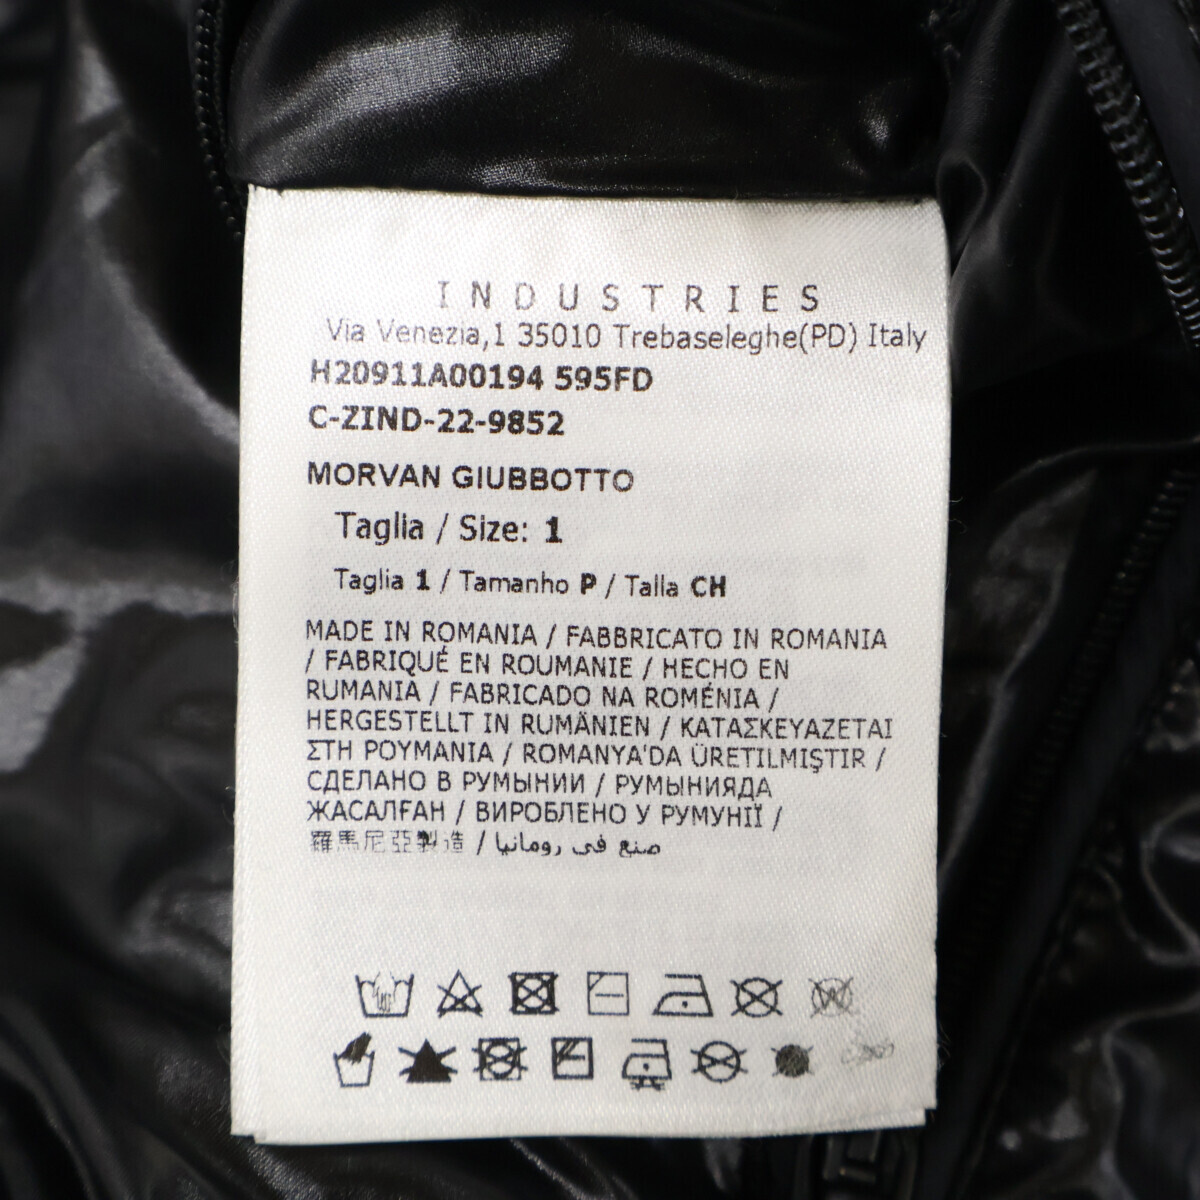 INDUSTRIES
Via Venezia,1 35010 Trebaseleghe(PD) Italy
H20911A00194 595FD
C-ZIND-22-9852
MORVAN GIUBBOTTO
Taglia / Size: 1
Taglia 1 / Tamanho P / Talla CH
MADE IN ROMANIA / FABBRICATO IN ROMANIA
/ FABRIQUÉ EN ROUMANIE / HECHO EN
RUMANIA / FABRICADO NA ROMÉNIA /
HERGESTELLT IN RUMÄNIEN / ΚΑΤΑΣΚΕΥΑΖΕΤΑΙ
ΣΤΗ ΡΟΥΜΑΝΙΑ / ROMANYA'DA ÜRETILMIŞTIR /
СДЕЛАНО В РУМЫНИИ / РУМЫНИЯДА
ЖАСАЛҒАН / ВИРОБЛЕНО У РУМУНІЇ /
羅馬尼亞製造 / صنع في رومانيا